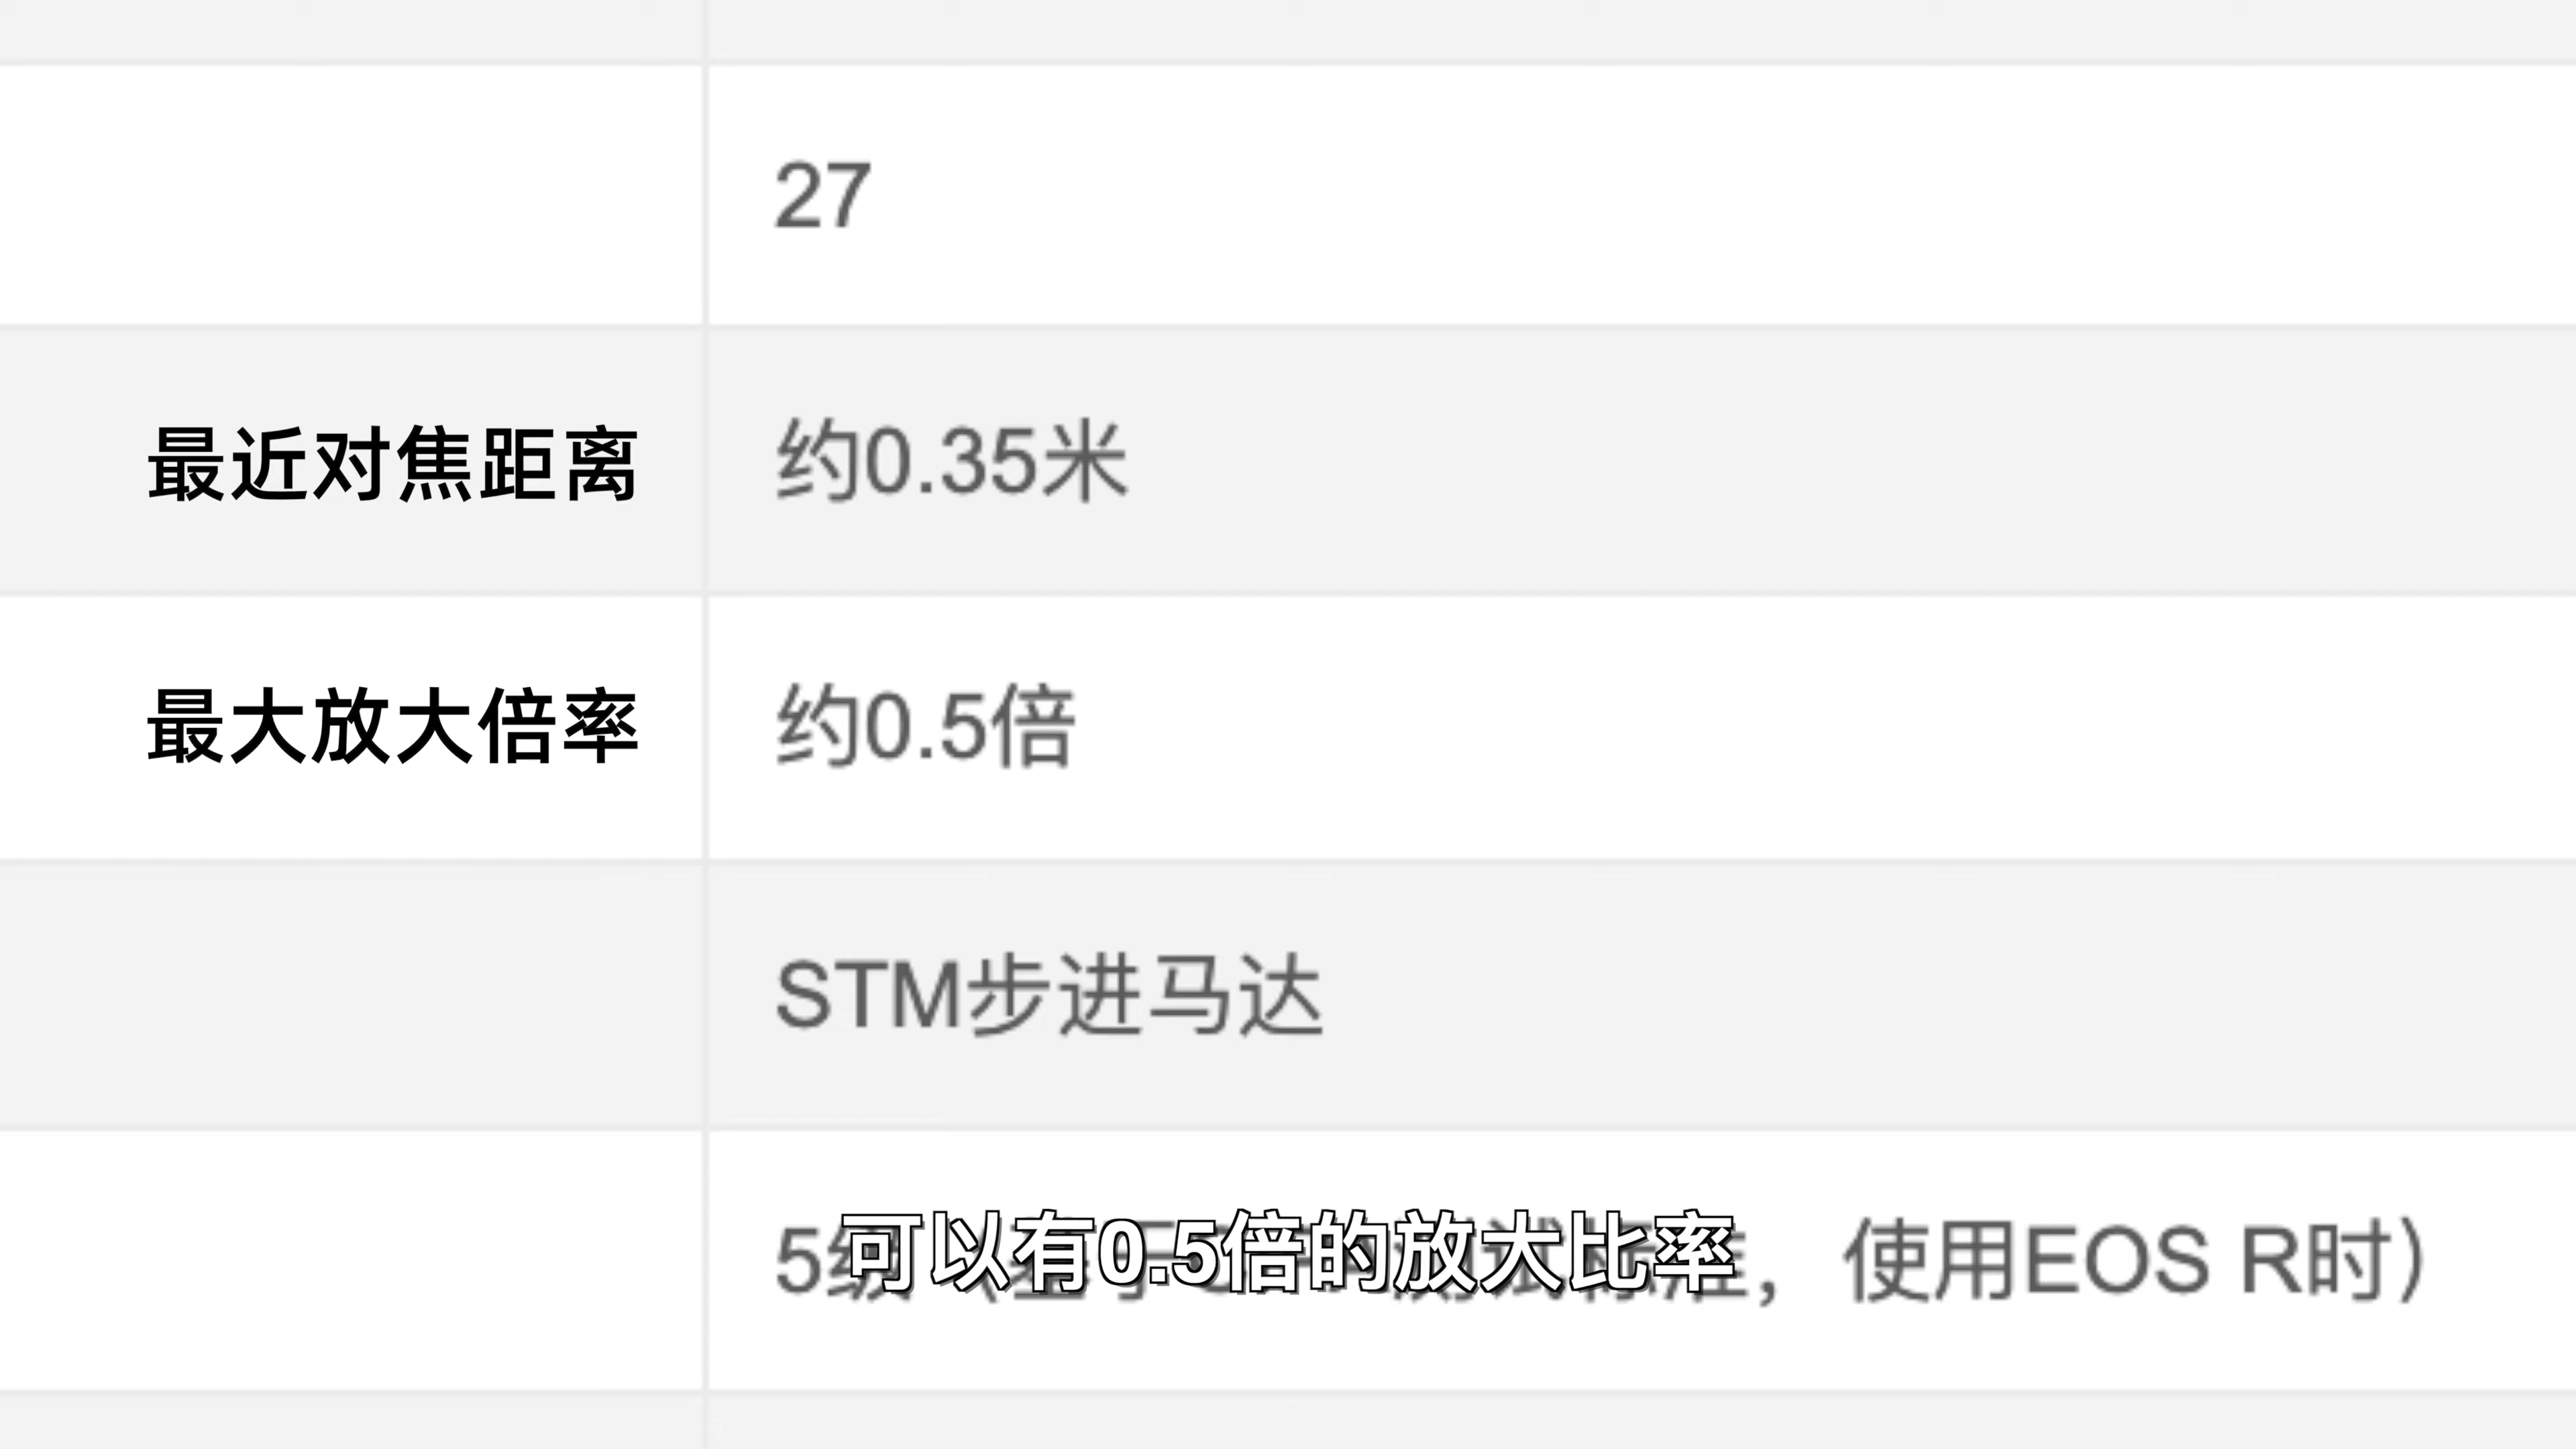 27
最近对焦距离 约0.35米
最大放大倍率 约0.5倍
STM步进马达
可以有0.5倍的放大比率
，使用EOS R时）